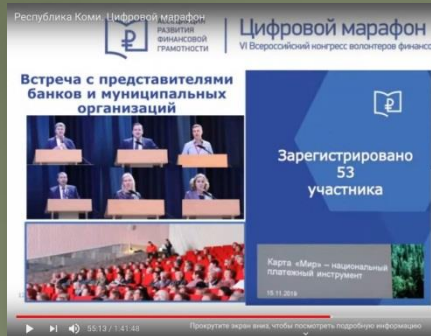 Республика Коми. Цифровой марафон
РАЗВИТИЯ
ФИНАНСОВОЙ
ГРАМОТНОСТИ
Цифровой марафон
VI Всероссийский конгресс волонтеров финансо
Встреча с представителями
банков и муниципальных
организаций
Зарегистрировано
53
участника
Карта «Мир» – национальный
платежный инструмент
15.11.2019
55:13 / 1:41:48
Прокрутите экран вниз, чтобы посмотреть подробную информацию